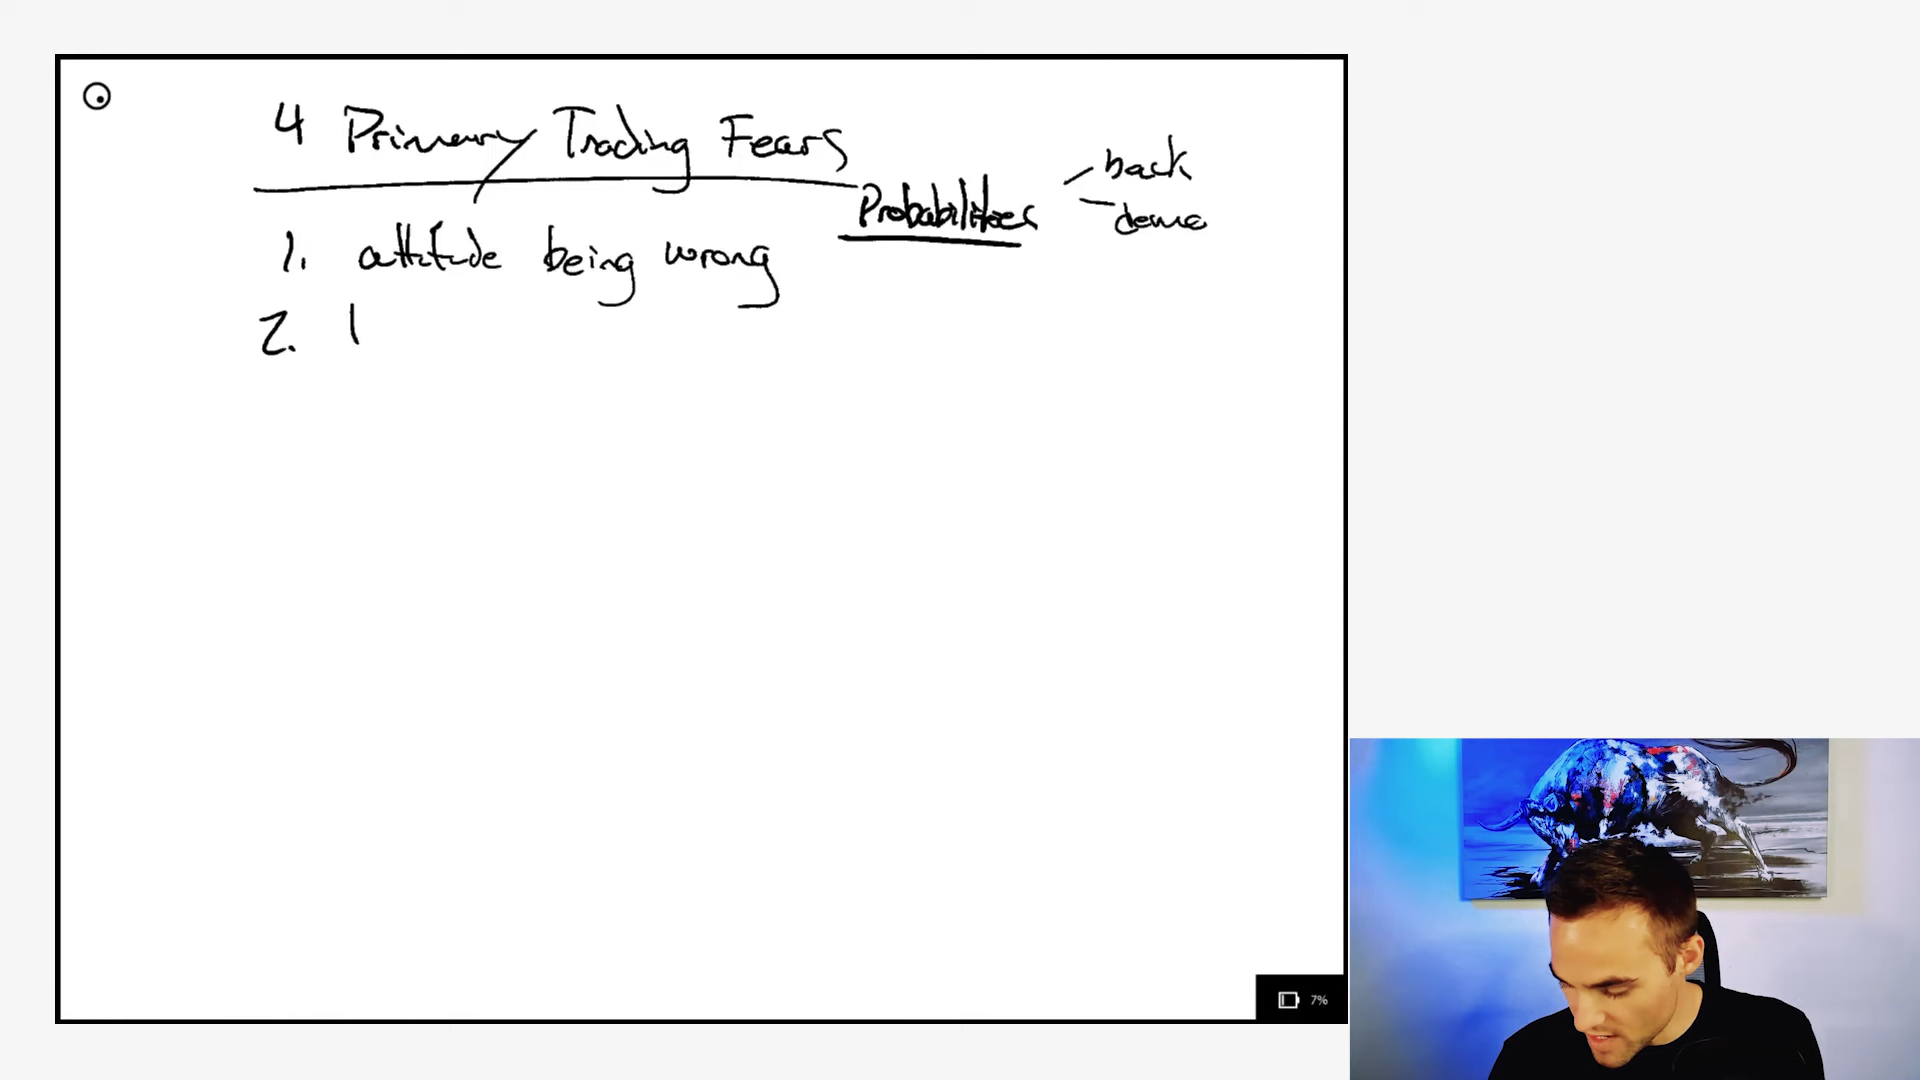 4 Primary Trading Fears
Probabilities
back
demo
1. attitude being wrong
2. l
7%